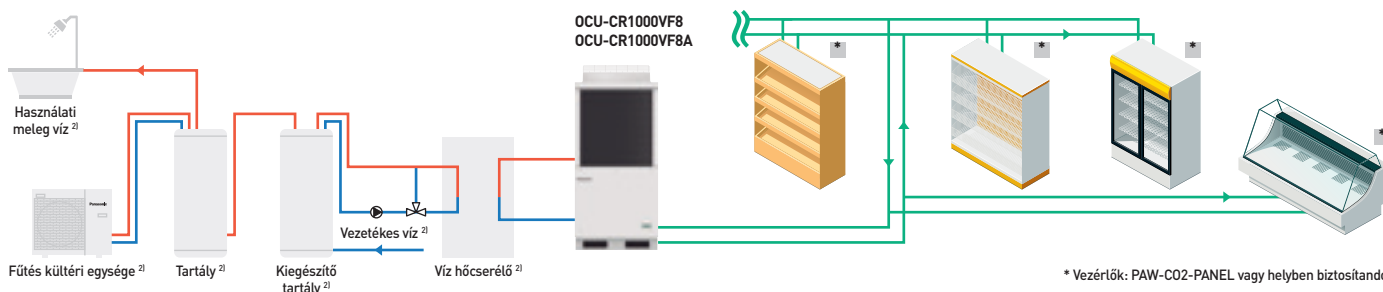 OCU-CR1000VF8
OCU-CR1000VF8A
*
*
*
*
Használati
meleg víz 2)
Panasonic
Vezetékes víz 2)
Fűtés kültéri egysége 2)
Tartály 2)
Kiegészítő
tartály 2)
Víz hőcserélő 2)
* Vezérlők: PAW-CO2-PANEL vagy helyben biztosítandó